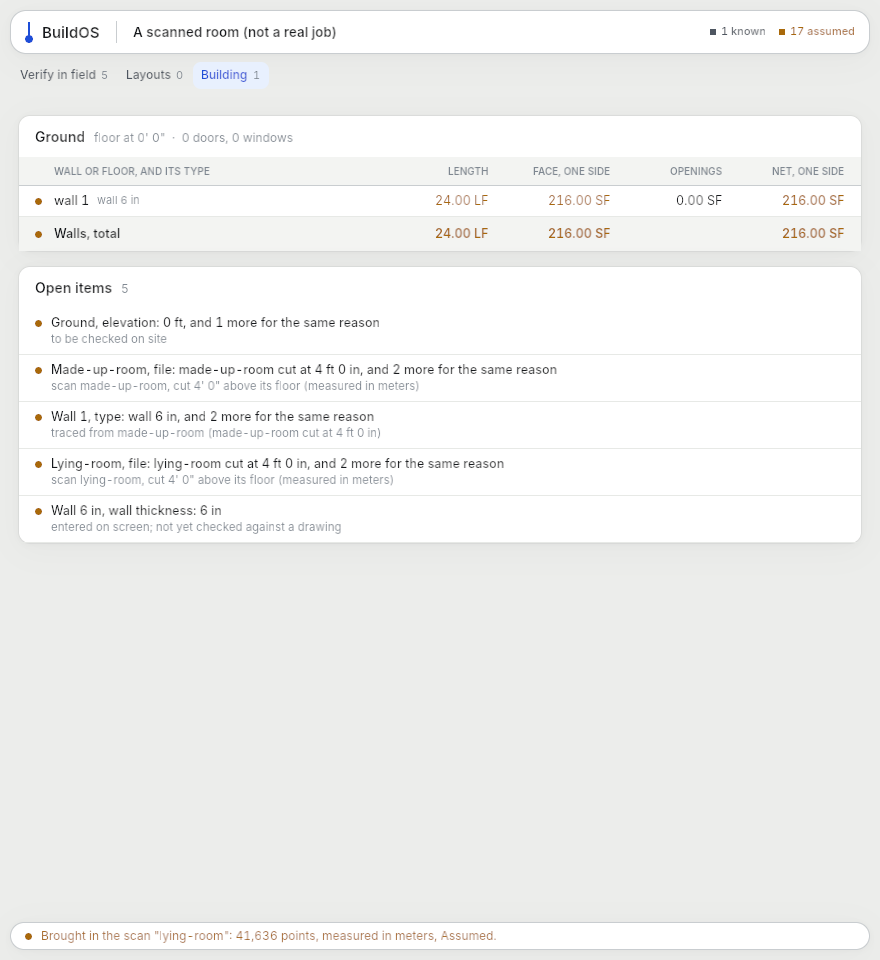 BuildOS
A scanned room (not a real job)
1 known
17 assumed
Verify in field 5
Layouts 0
Building 1
Ground floor at 0' 0" · 0 doors, 0 windows
WALL OR FLOOR, AND ITS TYPE LENGTH FACE, ONE SIDE OPENINGS NET, ONE SIDE
wall 1 wall 6 in 24.00 LF 216.00 SF 0.00 SF 216.00 SF
Walls, total 24.00 LF 216.00 SF 216.00 SF
Open items 5
Ground, elevation: 0 ft, and 1 more for the same reason
to be checked on site
Made-up-room, file: made-up-room cut at 4 ft 0 in, and 2 more for the same reason
scan made-up-room, cut 4' 0" above its floor (measured in meters)
Wall 1, type: wall 6 in, and 2 more for the same reason
traced from made-up-room (made-up-room cut at 4 ft 0 in)
Lying-room, file: lying-room cut at 4 ft 0 in, and 2 more for the same reason
scan lying-room, cut 4' 0" above its floor (measured in meters)
Wall 6 in, wall thickness: 6 in
entered on screen; not yet checked against a drawing
Brought in the scan "lying-room": 41,636 points, measured in meters, Assumed.